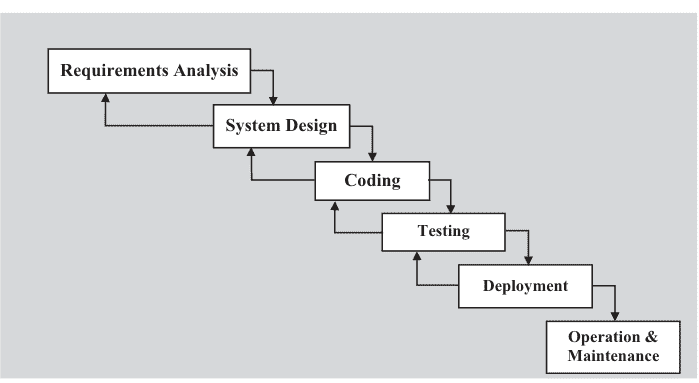 Requirements Analysis
System Design
Coding
Testing
Deployment
Operation &
Maintenance